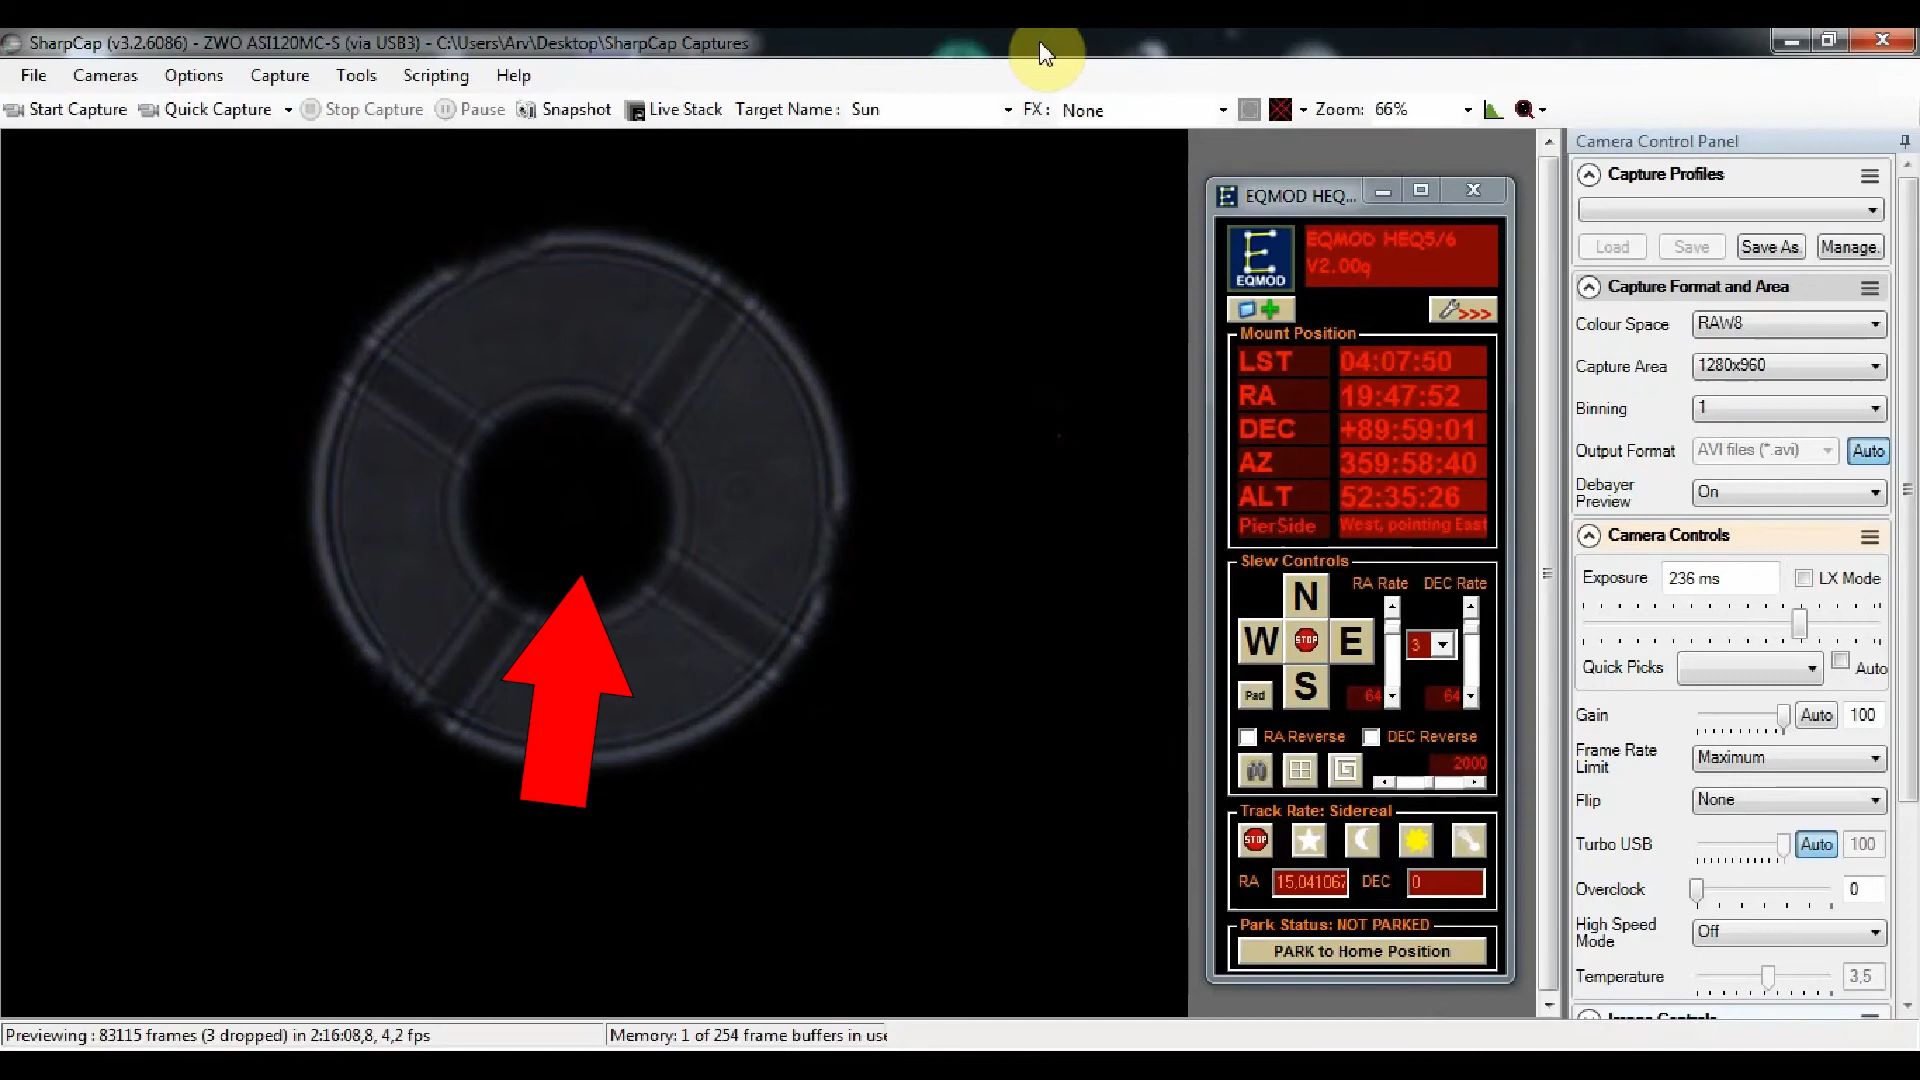 SharpCap (v3.2.6086) - ZWO ASI120MC-S (via USB3) - C:\Users\Arv\Desktop\SharpCap Captures
File Cameras Options Capture Tools Scripting Help
Start Capture Quick Capture Stop Capture Pause Snapshot Live Stack Target Name : Sun FX : None Zoom: 66%
Camera Control Panel
Capture Profiles
Load Save Save As. Manage.
Capture Format and Area
Colour Space RAW8
Capture Area 1280x960
Binning 1
Output Format AVI files (*.avi) Auto
Debayer Preview On
Camera Controls
Exposure 236 ms LX Mode
Quick Picks Auto
Gain Auto 100
Frame Rate Limit Maximum
Flip None
Turbo USB Auto 100
Overclock 0
High Speed Mode Off
Temperature 3,5
EQMOD HEQ...
EQMOD
EQMOD HEQ5/6
V2.00q
>>>
Mount Position
LST 04:07:50
RA 19:47:52
DEC +89:59:01
AZ 359:58:40
ALT 52:35:26
PierSide West, pointing East
Slew Controls
RA Rate DEC Rate
N
W STOP E
S
Pad
3
64 64
RA Reverse DEC Reverse
2000
Track Rate: Sidereal
STOP
RA 15,041067 DEC 0
Park Status: NOT PARKED
PARK to Home Position
Previewing : 83115 frames (3 dropped) in 2:16:08,8, 4,2 fps
Memory: 1 of 254 frame buffers in use